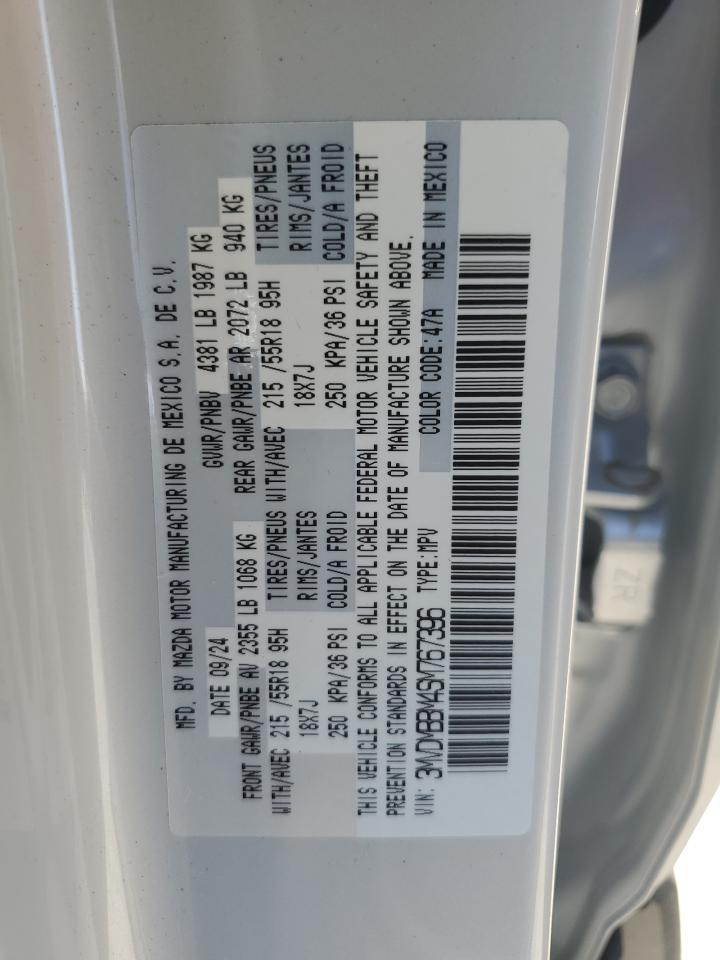 MFD. BY MAZDA MOTOR MANUFACTURING DE MEXICO S.A. DE C.V.
DATE 09/24 GVWR/PNBV 4381 LB 1987 KG
FRONT GAWR/PNBE AV 2355 LB 1068 KG REAR GAWR/PNBE AR 2072 LB 940 KG
WITH/AVEC 215 /55R18 95H TIRES/PNEUS WITH/AVEC 215 /55R18 95H TIRES/PNEUS
18X7J RIMS/JANTES 18X7J RIMS/JANTES
250 KPA/36 PSI COLD/A FROID 250 KPA/36 PSI COLD/A FROID
THIS VEHICLE CONFORMS TO ALL APPLICABLE FEDERAL MOTOR VEHICLE SAFETY AND THEFT
PREVENTION STANDARDS IN EFFECT ON THE DATE OF MANUFACTURE SHOWN ABOVE.
VIN: 3MVDMBBM4SM767396 TYPE:MPV COLOR CODE:47A MADE IN MEXICO
ZR